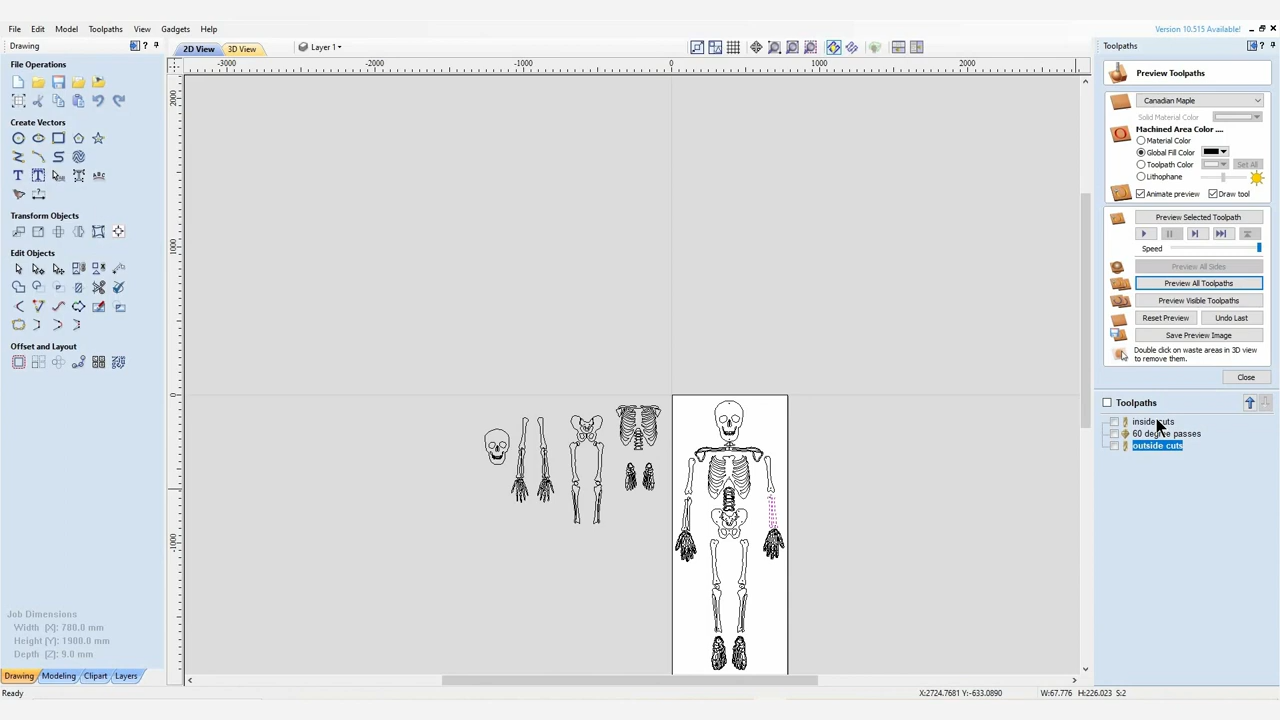 File Edit Model Toolpaths View Gadgets Help
Version 10.515 Available!
Drawing
2D View 3D View Layer 1
Toolpaths
File Operations
Create Vectors
Transform Objects
Edit Objects
Offset and Layout
-3000 -2000 -1000 0 1000 2000
2000
1000
0
-1000
Preview Toolpaths
Canadian Maple
Solid Material Color
Machined Area Color ....
Material Color
Global Fill Color
Toolpath Color Set All
Lithophane
Animate preview Draw tool
Preview Selected Toolpath
Speed
Preview All Sides
Preview All Toolpaths
Preview Visible Toolpaths
Reset Preview Undo Last
Save Preview Image
Double click on waste areas in 3D view
to remove them.
Close
Toolpaths
inside cuts
60 degree passes
outside cuts
Job Dimensions
Width [X]: 780.0 mm
Height [Y]: 1900.0 mm
Depth [Z]: 9.0 mm
Drawing Modeling Clipart Layers
Ready
X:2724.7681 Y:-633.0890 W:67.776 H:226.023 S:2